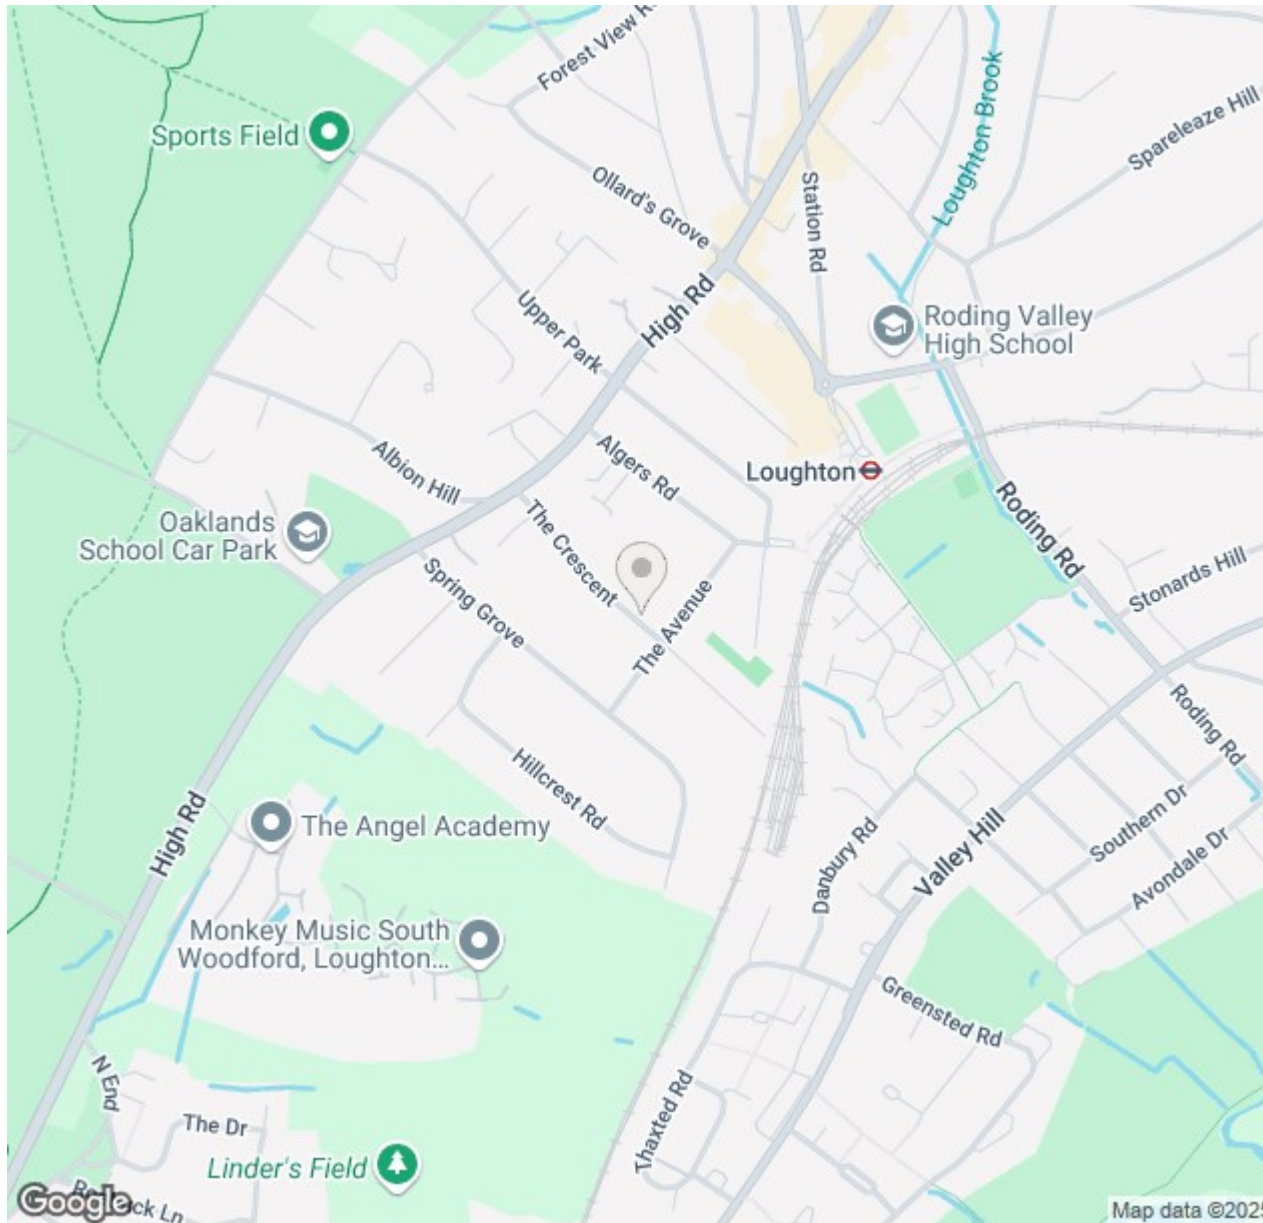 Forest View R
Sports Field
Ollard's Grove
Station Rd
Loughton Brook
Spareleaze Hill
Upper Park
High Rd
Roding Valley
High School
Albion Hill
Algers Rd
Loughton
Oaklands
School Car Park
The Crescent
Roding Rd
Stonards Hill
Spring Grove
The Avenue
Roding Rd
Hillcrest Rd
High Rd
The Angel Academy
Danbury Rd
Valley Hill
Southern Dr
Avondale Dr
Monkey Music South
Woodford, Loughton...
Greensted Rd
N End
The Dr
Thaxted Rd
Linder's Field
Google
ck Ln
Map data ©2025